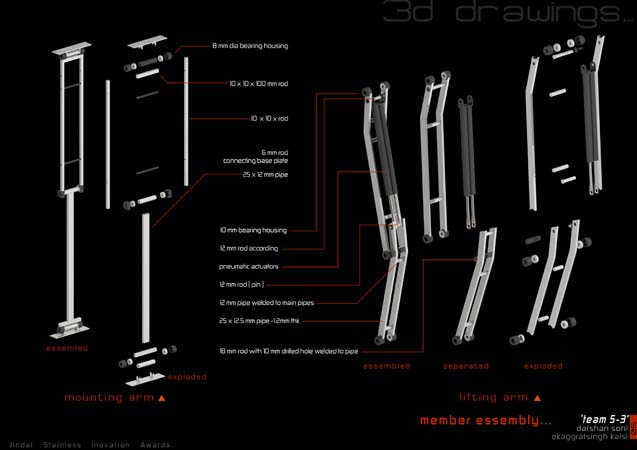 3d drawings...
8 mm dia bearing housing
10 x 10 x 100 mm rod
10 x 10 x rod
6 mm rod
connecting base plate
25 x 12 mm pipe
10 mm bearing housing
12 mm rod according
pneumatic actuators
12 mm rod | pin |
12 mm pipe welded to main pipes
25 x 12.5 mm pipe -1.2mm thk
18 mm rod with 10 mm drilled hole welded to pipe
assembled
exploded
mounting arm
assembled
separated
exploded
lifting arm
member assembly...
'team 5-3'
darshan soni
ekaggratsingh kalsi
Jindal Stainless Inovation Awards